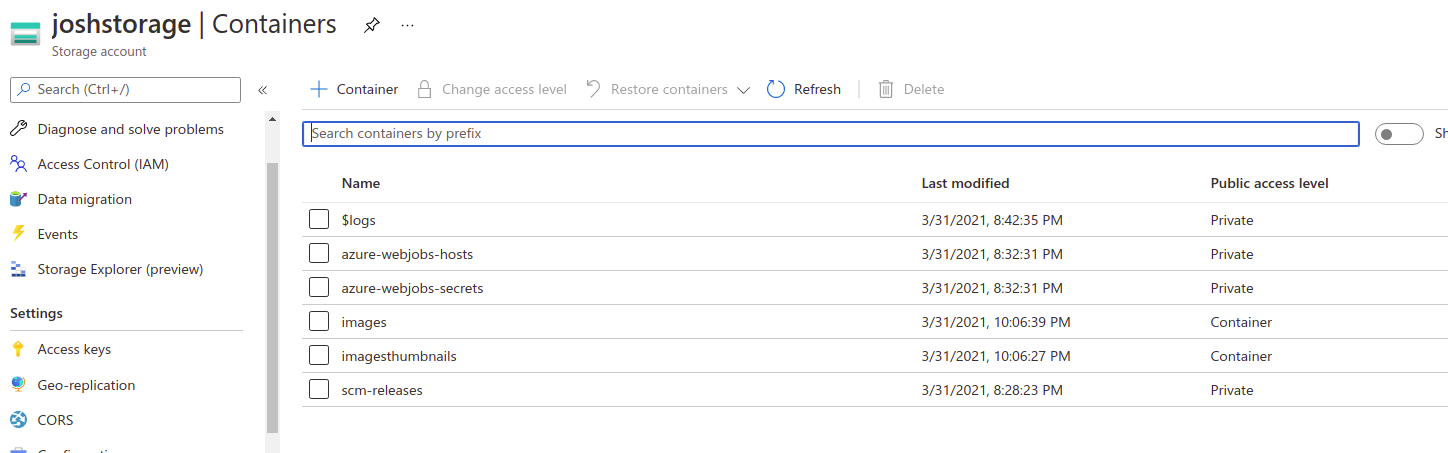 joshstorage | Containers
...
Storage account
Search (Ctrl+/)
«
Container
Change access level
Restore containers
Refresh
Delete
Diagnose and solve problems
Access Control (IAM)
Data migration
Events
Storage Explorer (preview)
Settings
Access keys
Geo-replication
CORS
Search containers by prefix
Sh
Name Last modified Public access level
$logs 3/31/2021, 8:42:35 PM Private
azure-webjobs-hosts 3/31/2021, 8:32:31 PM Private
azure-webjobs-secrets 3/31/2021, 8:32:31 PM Private
images 3/31/2021, 10:06:39 PM Container
imagesthumbnails 3/31/2021, 10:06:27 PM Container
scm-releases 3/31/2021, 8:28:23 PM Private